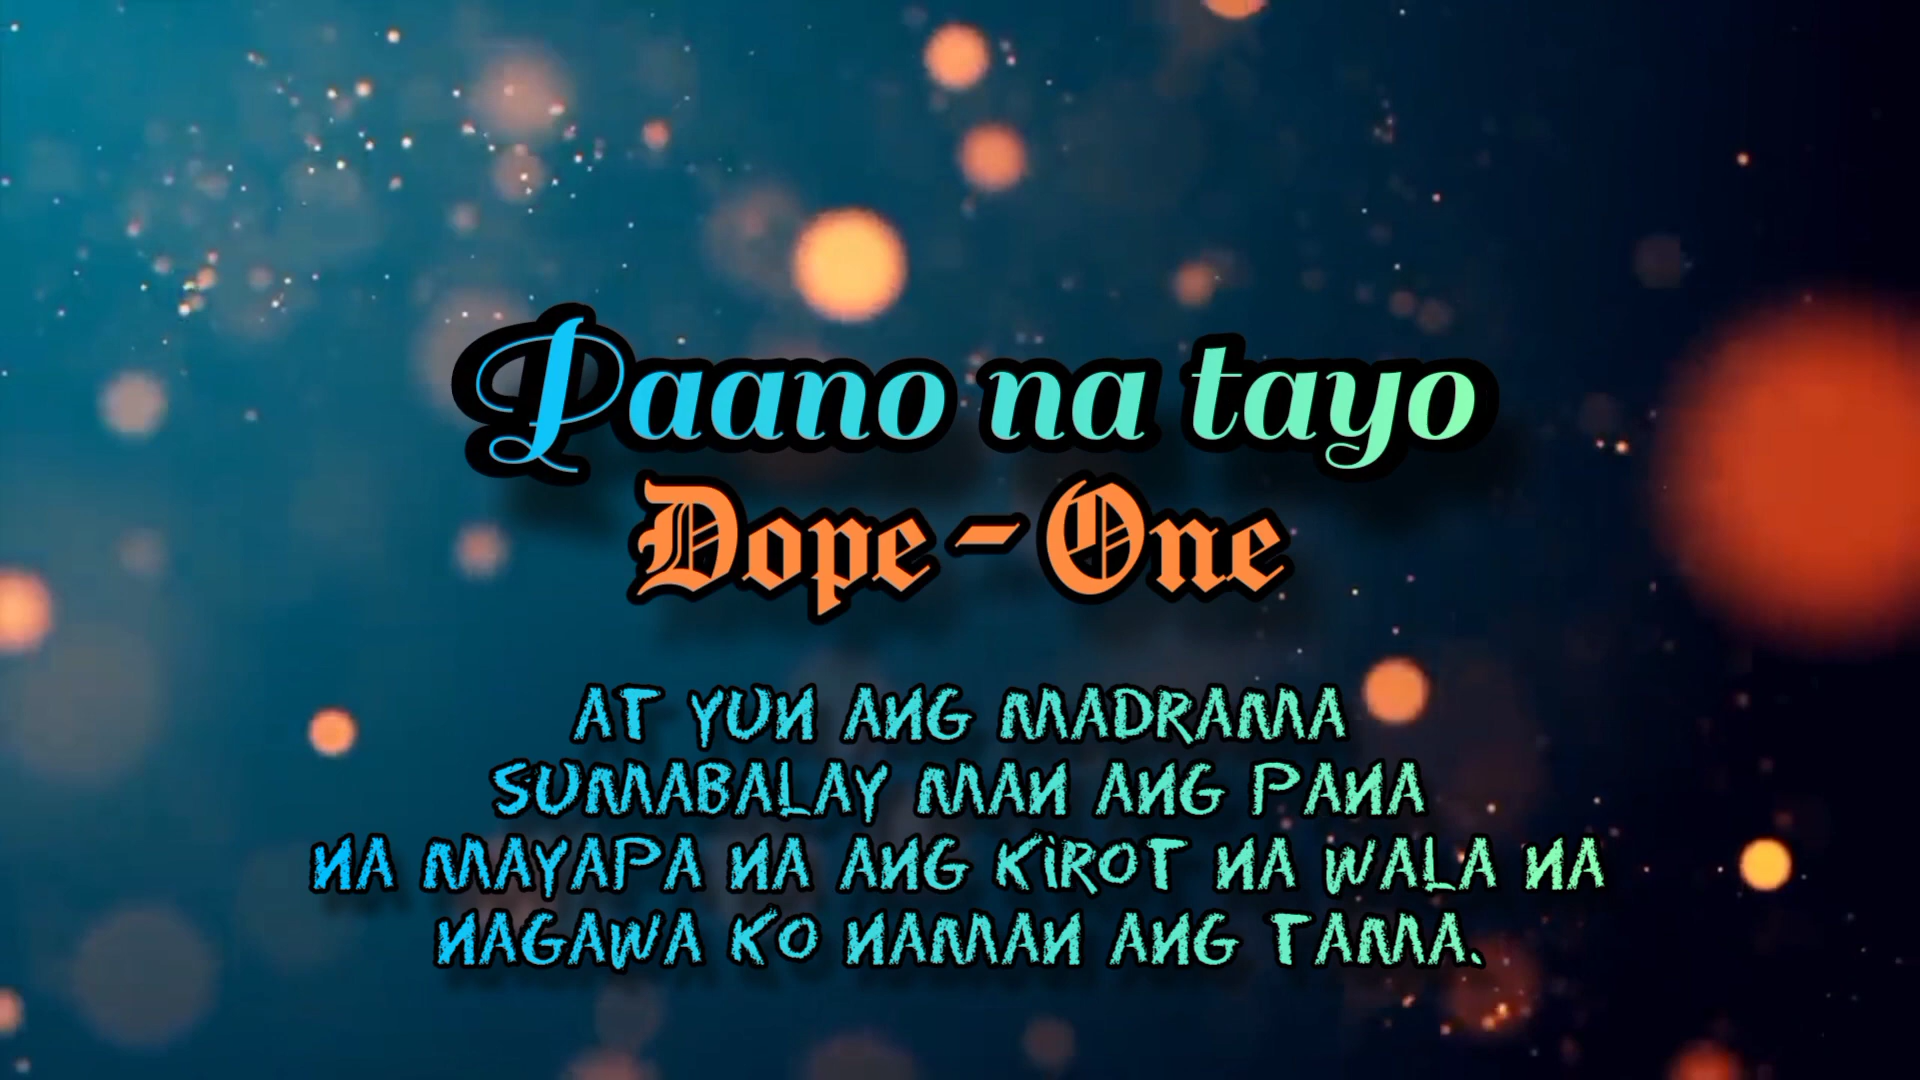 Paano na tayo
Dope - One
AT YUN ANG MADRAMA
SUMABALAY MAN ANG PANA
NA MAYAPA NA ANG KIROT NA WALA NA
NAGAWA KO NAMAN ANG TAMA.